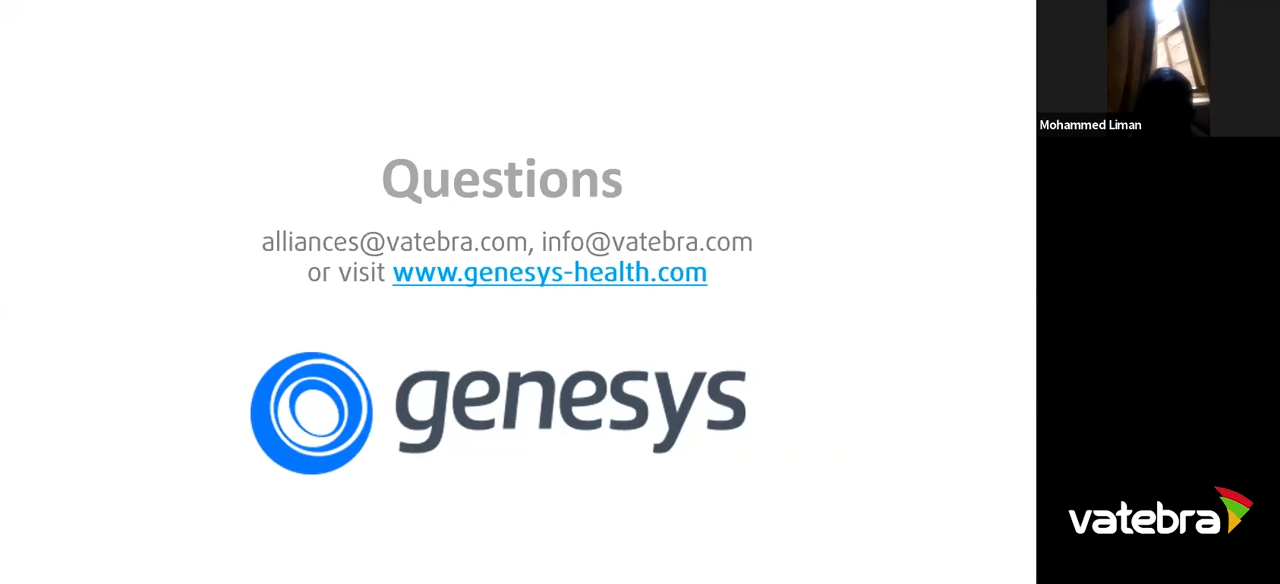 Questions
alliances@vatebra.com, info@vatebra.com
or visit www.genesys-health.com
genesys
Mohammed Liman
vatebra